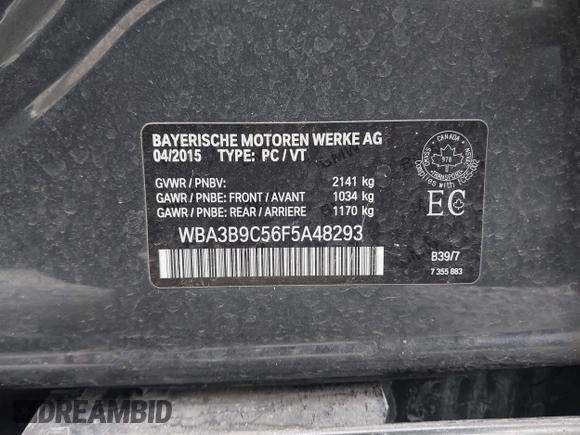 BAYERISCHE MOTOREN WERKE AG
04/2015 TYPE: PC / VT
GVWR / PNBV: 2141 kg
GAWR / PNBE: FRONT / AVANT 1034 kg
GAWR / PNBE: REAR / ARRIERE 1170 kg
WBA3B9C56F5A48293
CANADA
978
TRANSPORT
EC
B39/7
7 355 883
DREAMBID